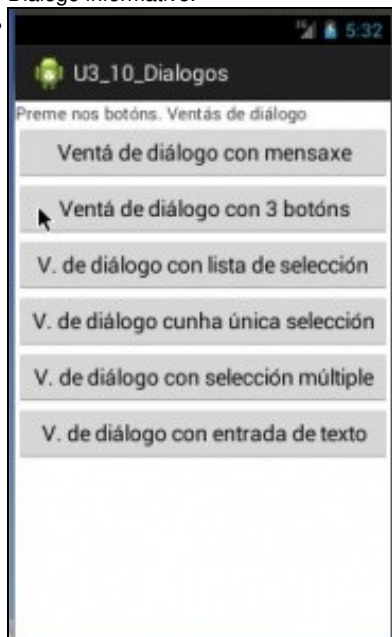 5:32
U3_10_Dialogos
Preme nos botóns. Ventás de diálogo
Ventá de diálogo con mensaxe
Ventá de diálogo con 3 botóns
V. de diálogo con lista de selección
V. de diálogo cunha única selección
V. de diálogo con selección múltiple
V. de diálogo con entrada de texto